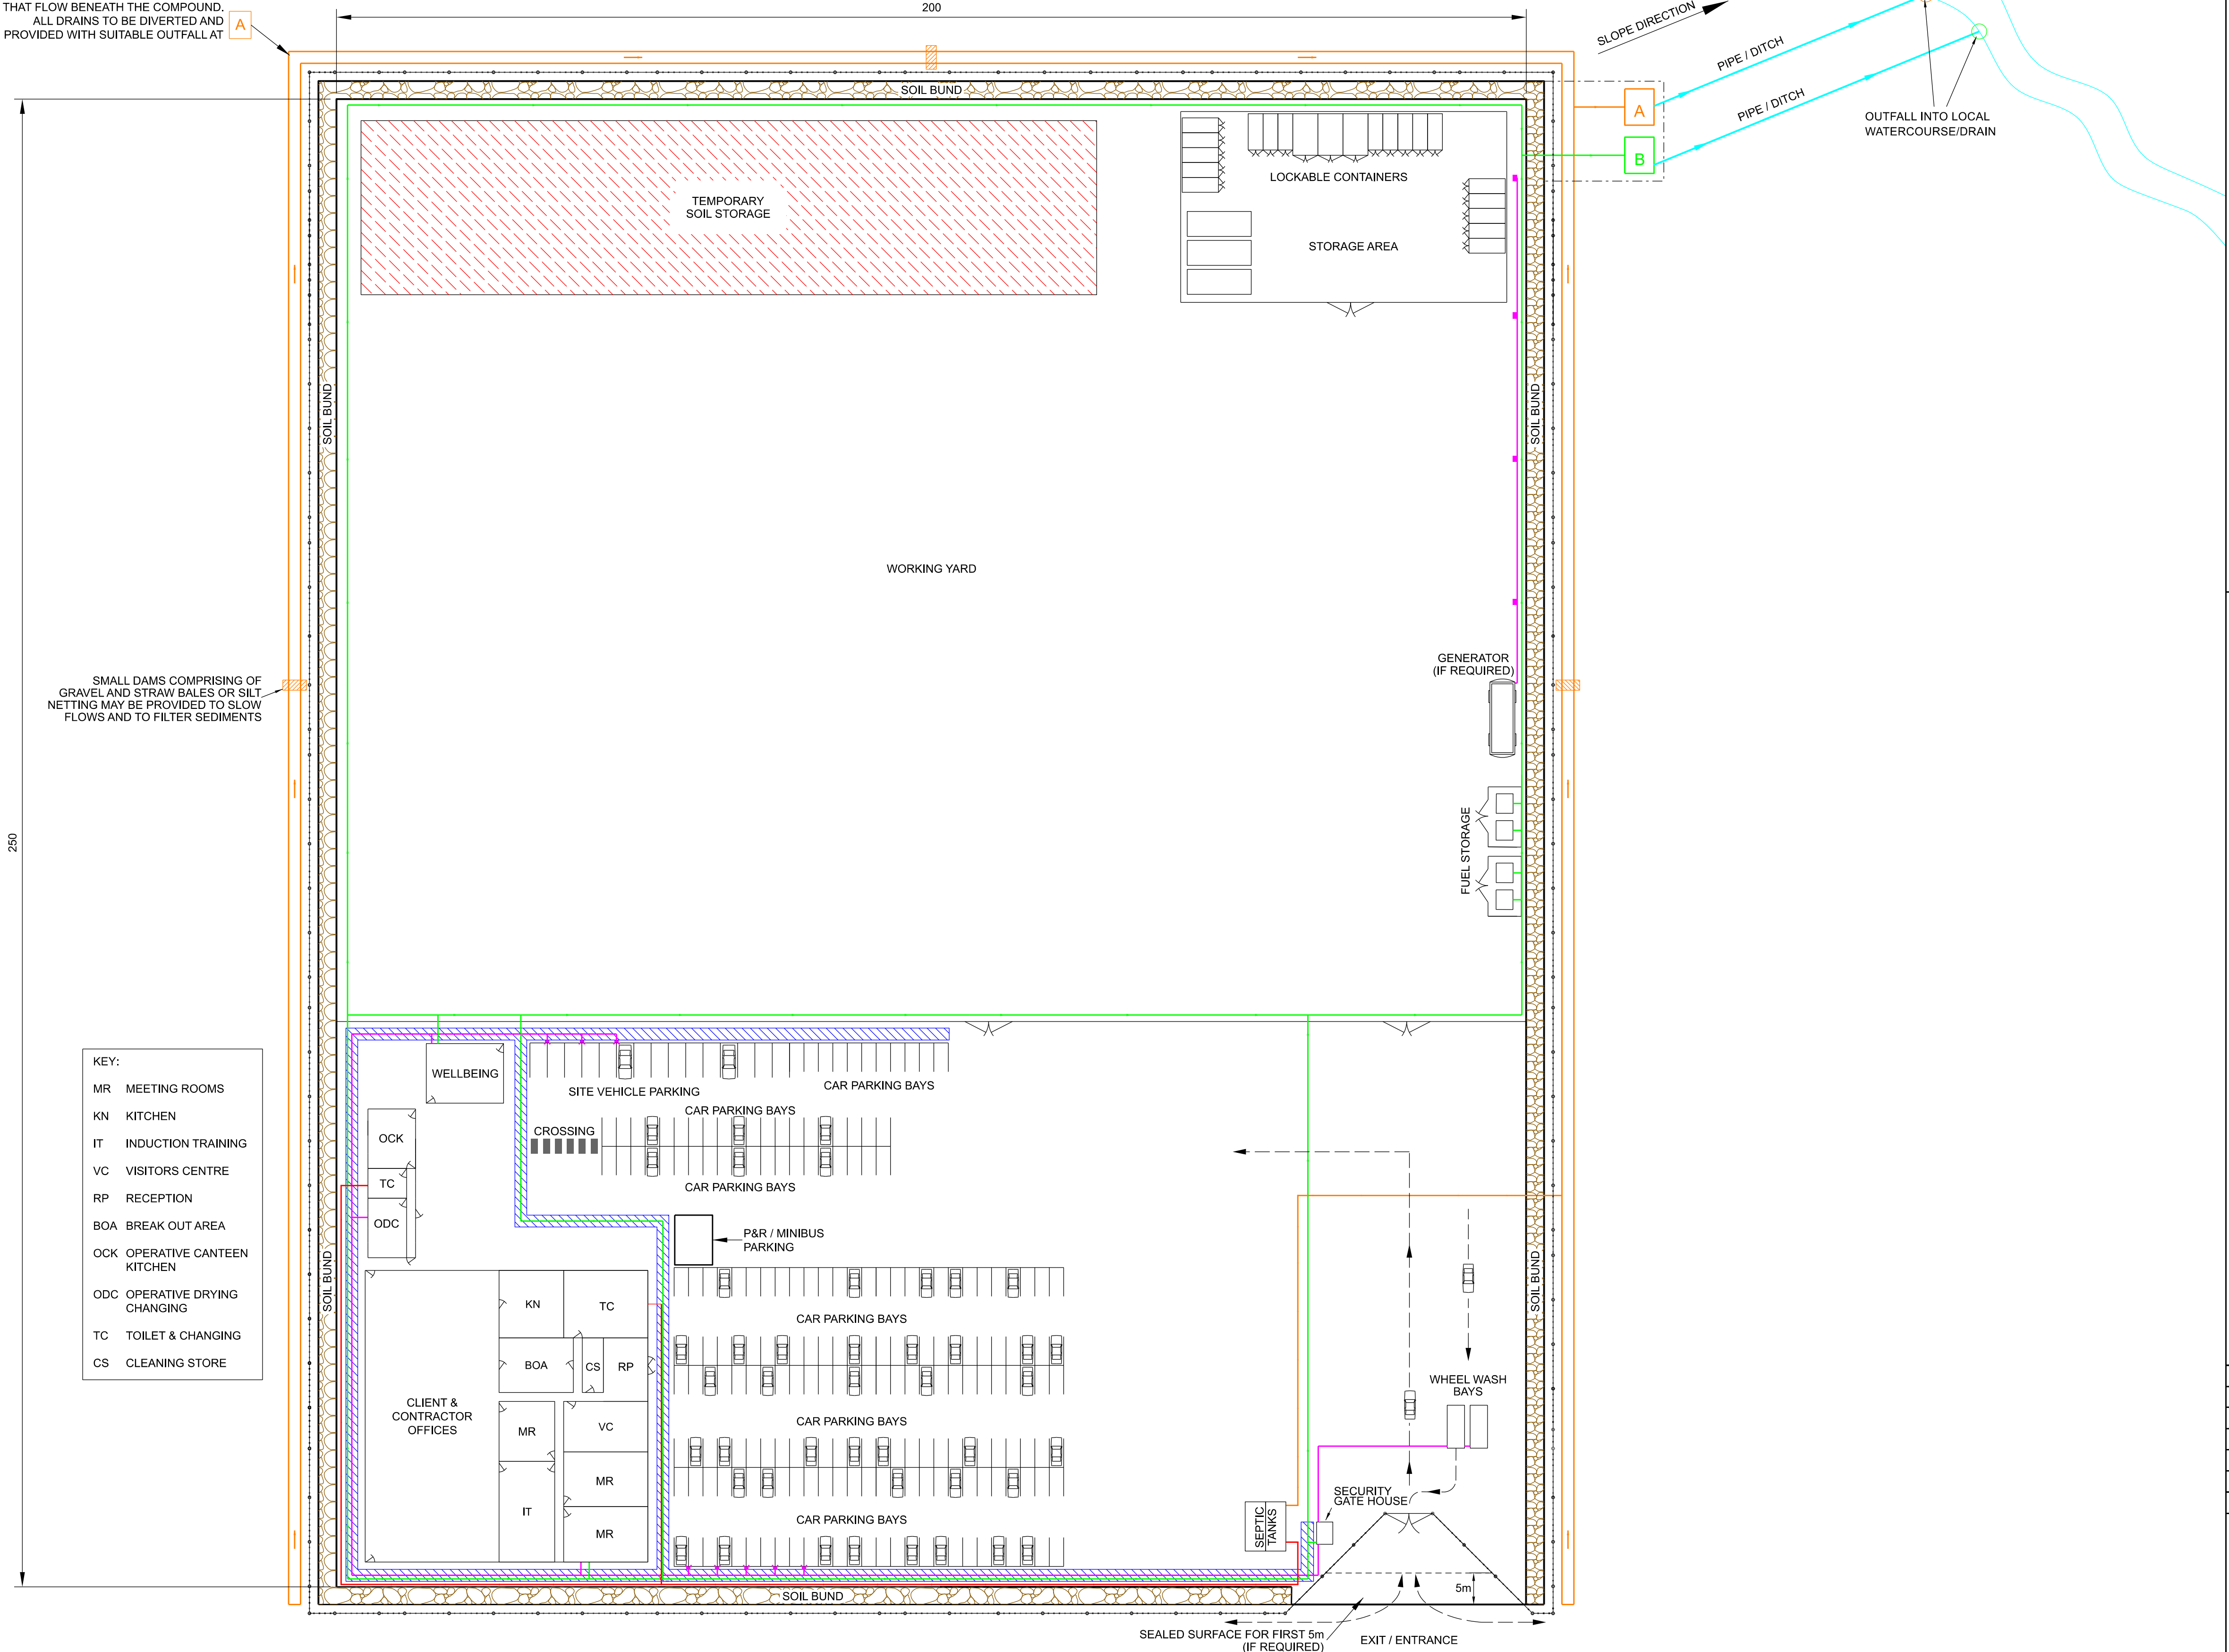 THAT FLOW BENEATH THE COMPOUND.
ALL DRAINS TO BE DIVERTED AND
PROVIDED WITH SUITABLE OUTFALL AT
A
200
SLOPE DIRECTION
PIPE / DITCH
PIPE / DITCH
A
B
OUTFALL INTO LOCAL
WATERCOURSE/DRAIN
SOIL BUND
TEMPORARY
SOIL STORAGE
LOCKABLE CONTAINERS
STORAGE AREA
SOIL BUND
SOIL BUND
WORKING YARD
SMALL DAMS COMPRISING OF
GRAVEL AND STRAW BALES OR SILT
NETTING MAY BE PROVIDED TO SLOW
FLOWS AND TO FILTER SEDIMENTS
GENERATOR
(IF REQUIRED)
250
FUEL STORAGE
KEY:
MR MEETING ROOMS
KN KITCHEN
IT INDUCTION TRAINING
VC VISITORS CENTRE
RP RECEPTION
BOA BREAK OUT AREA
OCK OPERATIVE CANTEEN
KITCHEN
ODC OPERATIVE DRYING
CHANGING
TC TOILET & CHANGING
CS CLEANING STORE
WELLBEING
SITE VEHICLE PARKING
CAR PARKING BAYS
CAR PARKING BAYS
CROSSING
OCK
TC
ODC
CAR PARKING BAYS
P&R / MINIBUS
PARKING
SOIL BUND
SOIL BUND
KN
TC
CAR PARKING BAYS
BOA
CS
RP
CLIENT &
CONTRACTOR
OFFICES
MR
VC
CAR PARKING BAYS
WHEEL WASH
BAYS
MR
IT
MR
CAR PARKING BAYS
SEPTIC
TANKS
SECURITY
GATE HOUSE
5m
SOIL BUND
SEALED SURFACE FOR FIRST 5m
(IF REQUIRED)
EXIT / ENTRANCE